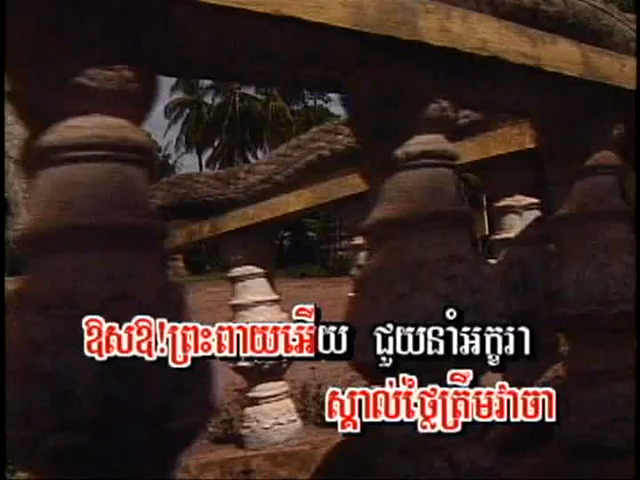 ឱសឱ!ព្រះពាយអើយ ជួយនាំអក្ខរា
ស្គាល់ថ្លៃត្រឹមវាចា